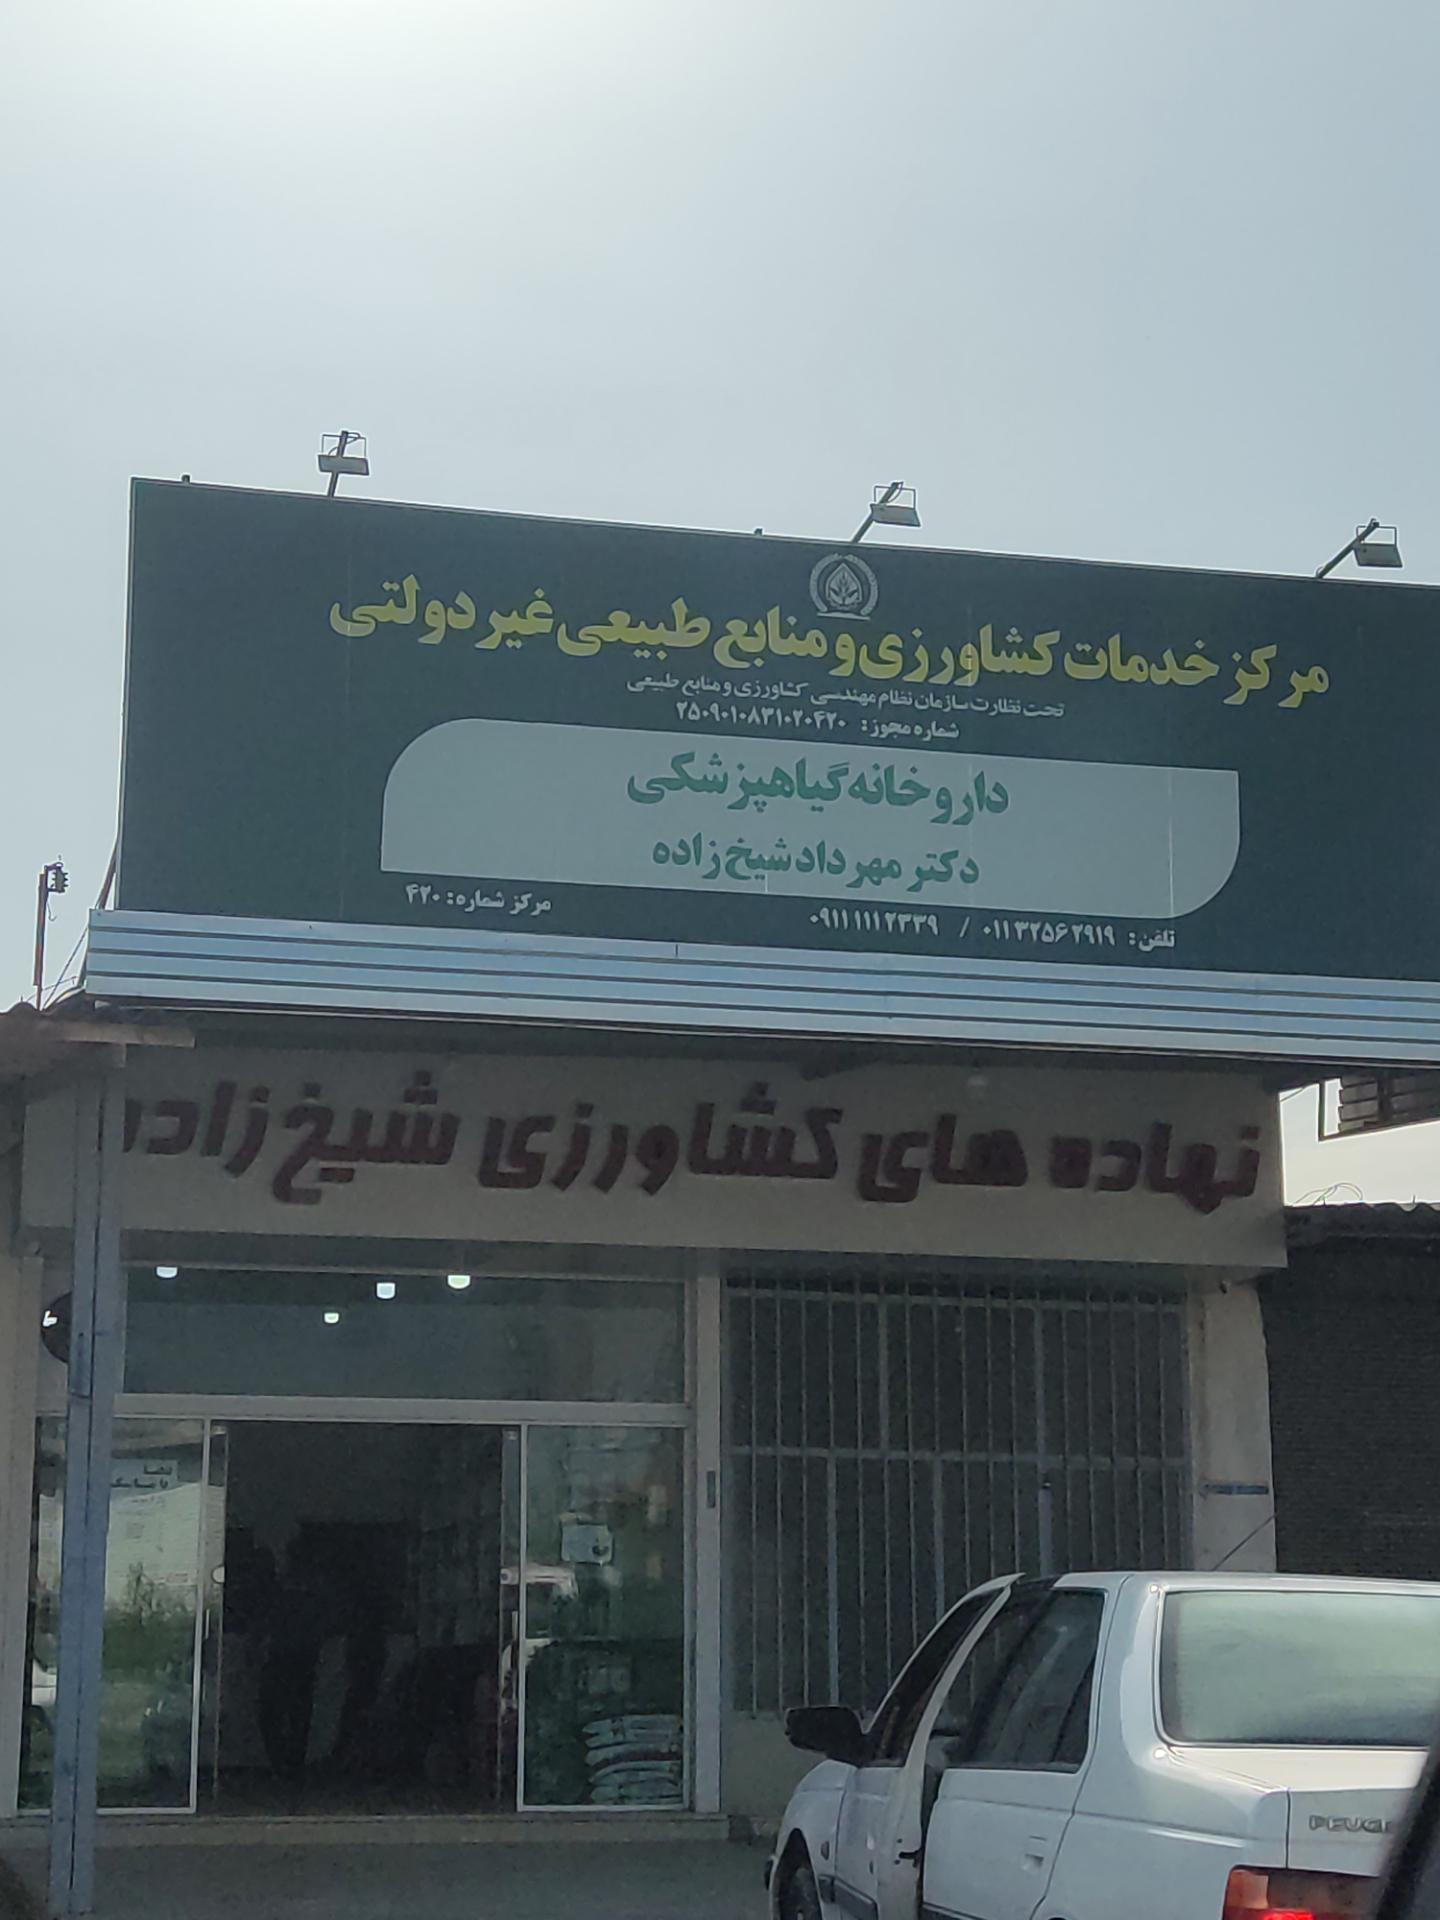 مرکز خدمات کشاورزی و منابع طبیعی غیر دولتی
تحت نظارت سازمان نظام مهندسی کشاورزی و منابع طبیعی
شماره مجوز: ۲۵۰۹۰۱۰۸۳۱۰۲۰۴۲۰
داروخانه گیاهپزشکی
دکتر مهرداد شیخ زاده
تلفن: ۰۱۱۳۲۵۶۲۹۱۹ / ۰۹۱۱۱۱۱۲۳۳۹
مرکز شماره: ۴۲۰
نهاده های کشاورزی شیخ زاده